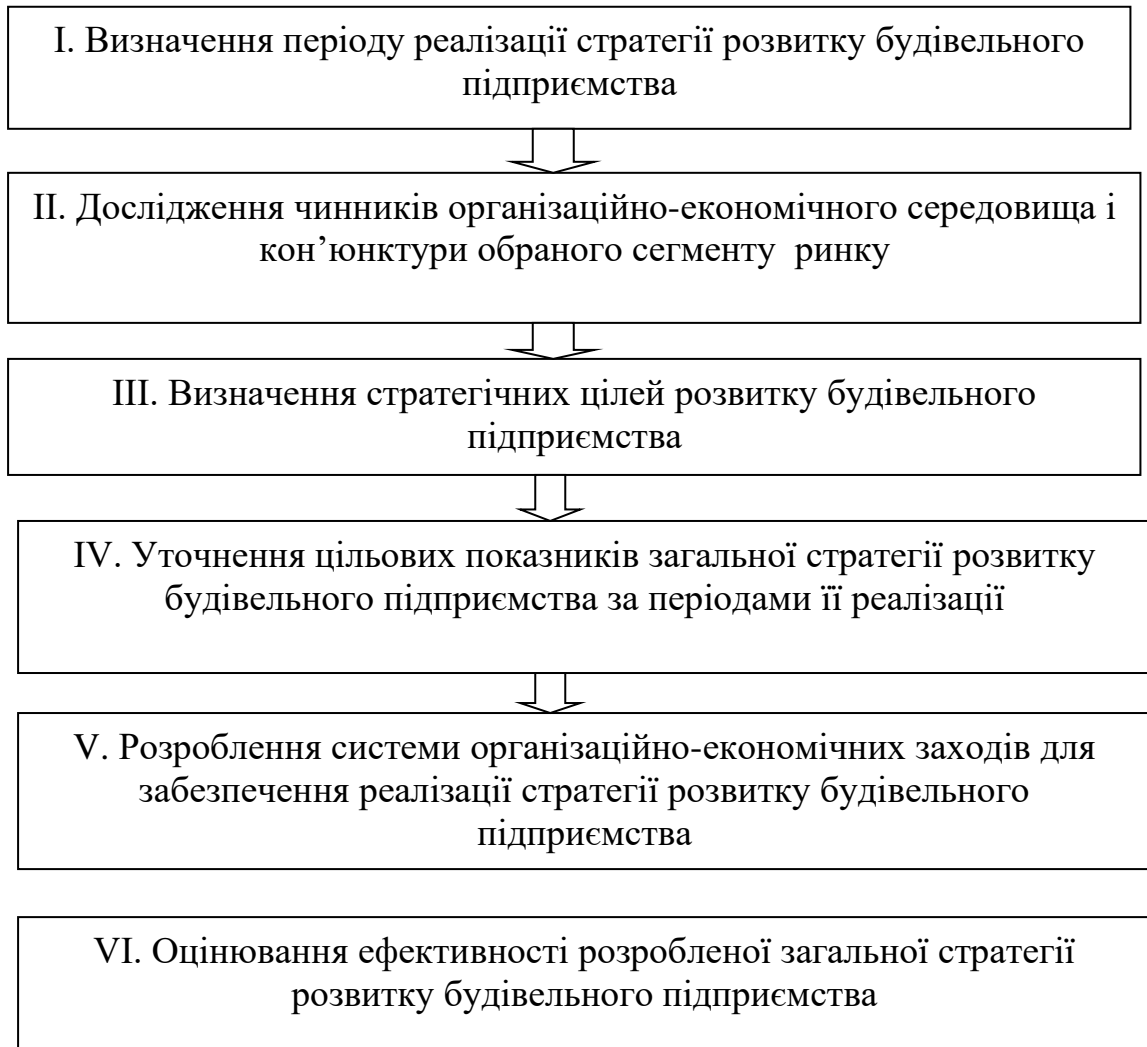 I. Визначення періоду реалізації стратегії розвитку будівельного
підприємства
II. Дослідження чинників організаційно-економічного середовища і
кон’юнктури обраного сегменту ринку
III. Визначення стратегічних цілей розвитку будівельного
підприємства
IV. Уточнення цільових показників загальної стратегії розвитку
будівельного підприємства за періодами її реалізації
V. Розроблення системи організаційно-економічних заходів для
забезпечення реалізації стратегії розвитку будівельного
підприємства
VI. Оцінювання ефективності розробленої загальної стратегії
розвитку будівельного підприємства